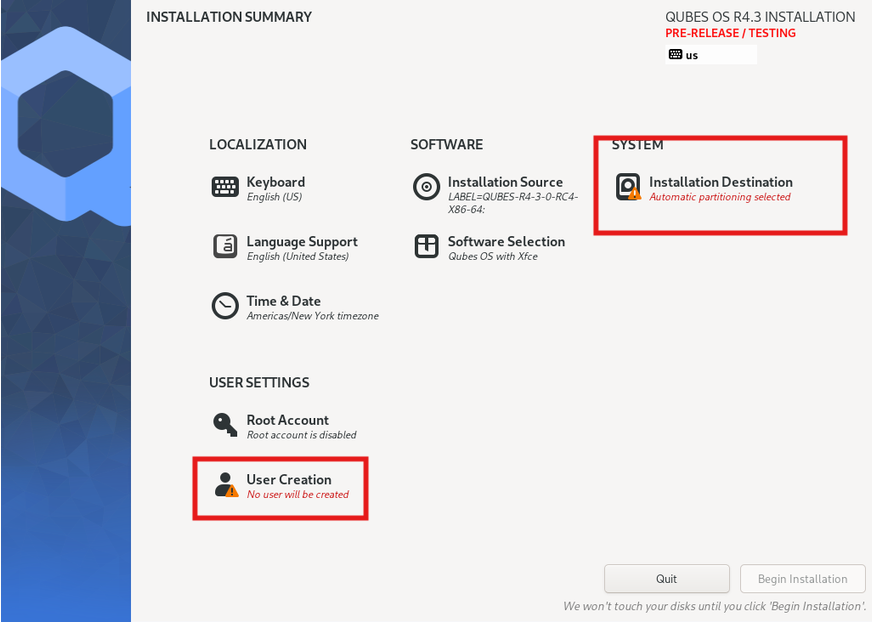 INSTALLATION SUMMARY
QUBES OS R4.3 INSTALLATION
PRE-RELEASE / TESTING
us
LOCALIZATION
Keyboard
English (US)
Language Support
English (United States)
Time & Date
Americas/New York timezone
SOFTWARE
Installation Source
LABEL=QUBES-R4-3-0-RC4-
X86-64:
Software Selection
Qubes OS with Xfce
SYSTEM
Installation Destination
Automatic partitioning selected
USER SETTINGS
Root Account
Root account is disabled
User Creation
No user will be created
Quit
Begin Installation
We won't touch your disks until you click 'Begin Installation'.